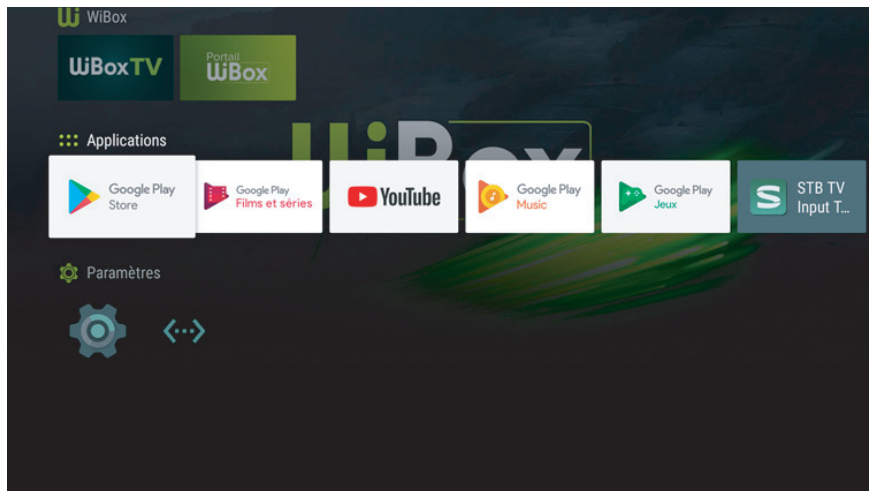 WiBox
WiBoxTV
Portail
WiBox
WiBox
Applications
Google Play
Store
Google Play
Films et séries
YouTube
Google Play
Music
Google Play
Jeux
STB TV
Input T...
Paramètres